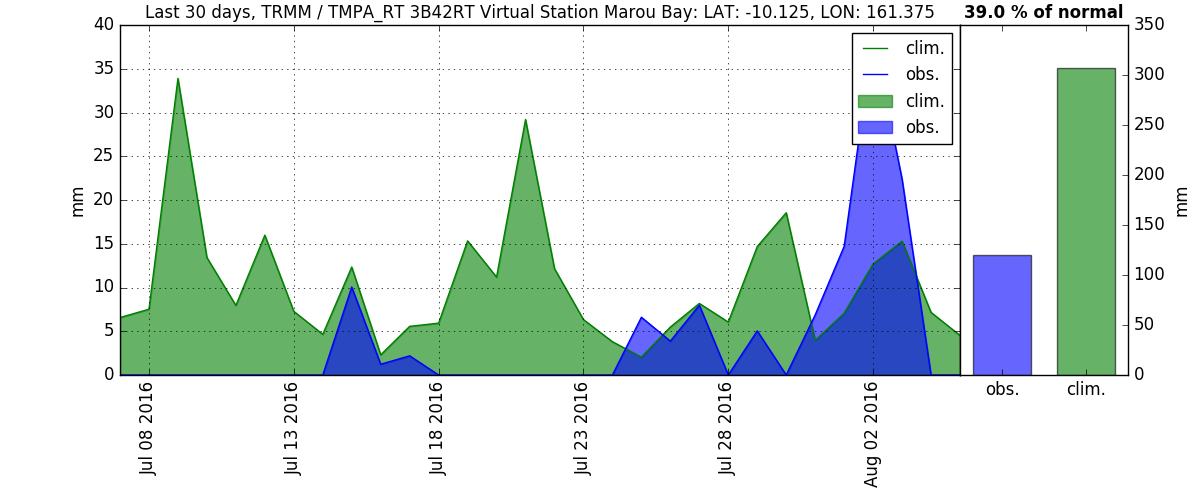 Last 30 days, TRMM / TMPA_RT 3B42RT Virtual Station Marou Bay: LAT: -10.125, LON: 161.375
39.0 % of normal
40
35
30
25
20
15
10
5
0
mm
clim.
obs.
clim.
obs.
Jul 08 2016
Jul 13 2016
Jul 18 2016
Jul 23 2016
Jul 28 2016
Aug 02 2016
350
300
250
200
150
100
50
0
mm
obs.
clim.